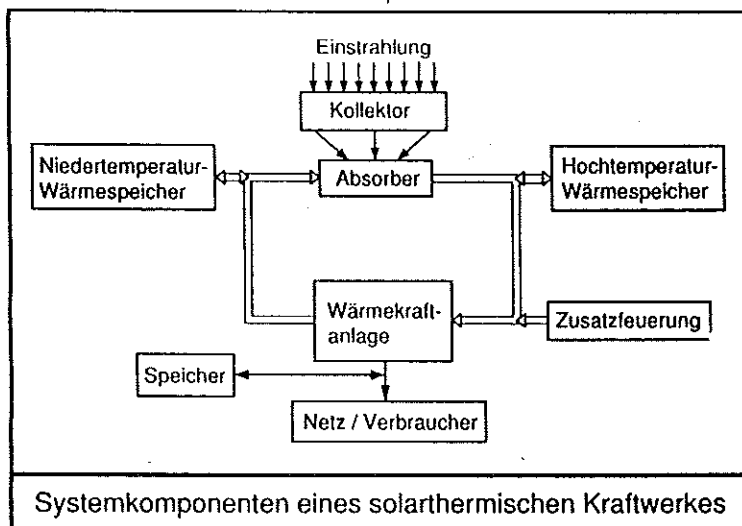 Einstrahlung
Kollektor
Niedertemperatur-
Wärmespeicher
Absorber
Hochtemperatur-
Wärmespeicher
Wärmekraft-
anlage
Zusatzfeuerung
Speicher
Netz / Verbraucher
Systemkomponenten eines solarthermischen Kraftwerkes